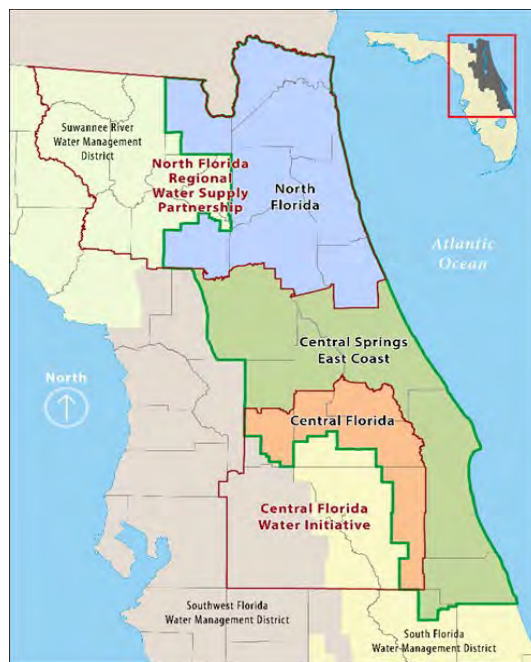 Suwannee River
Water Management
District
North Florida
Regional
Water Supply
Partnership
North
Florida
Atlantic
Ocean
Central Springs
East Coast
North
Central Florida
Central Florida
Water Initiative
Southwest Florida
Water Management District
South Florida
Water Management District